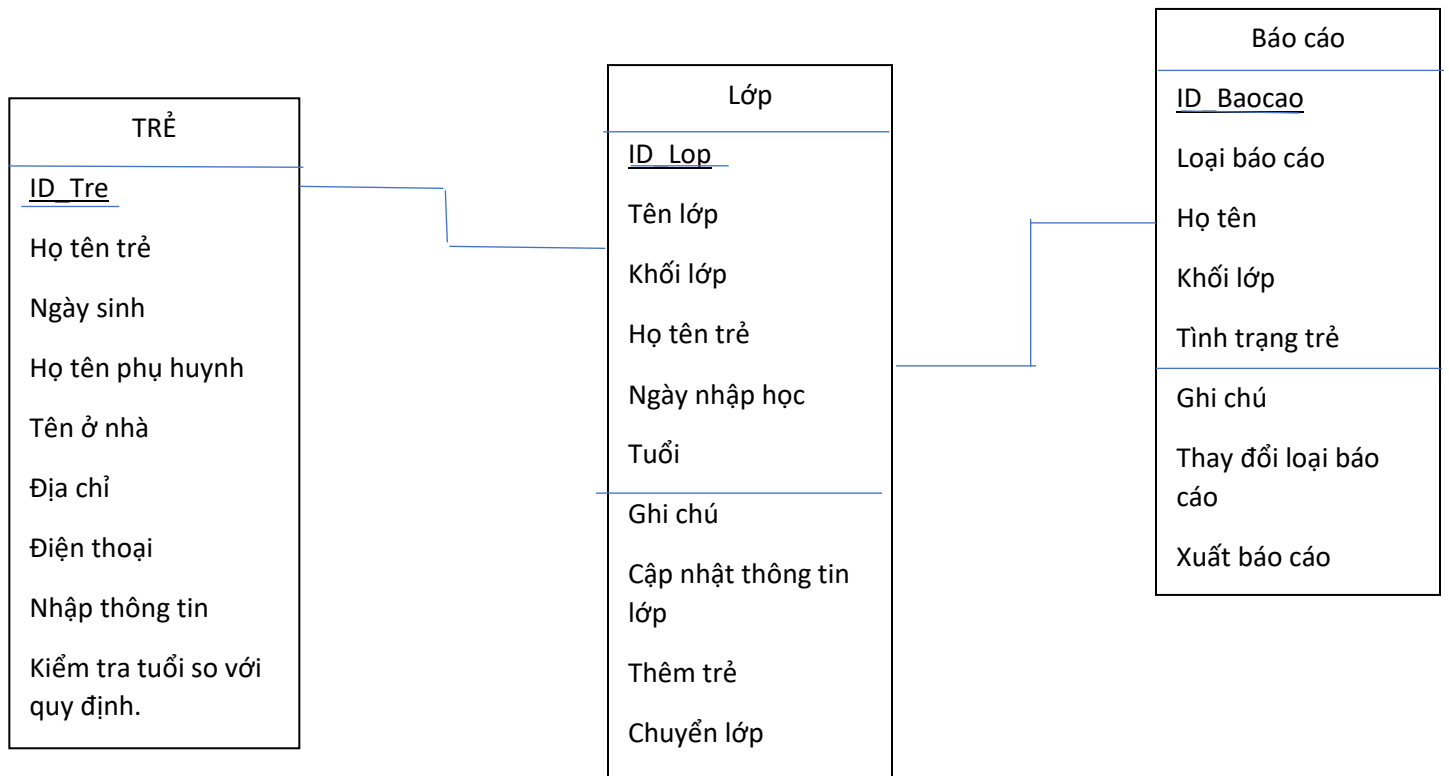 TRẺ
ID_Tre
Họ tên trẻ
Ngày sinh
Họ tên phụ huynh
Tên ở nhà
Địa chỉ
Điện thoại
Nhập thông tin
Kiểm tra tuổi so với
quy định.
Lớp
ID_Lop
Tên lớp
Khối lớp
Họ tên trẻ
Ngày nhập học
Tuổi
Ghi chú
Cập nhật thông tin
lớp
Thêm trẻ
Chuyển lớp
Báo cáo
ID_Baocao
Loại báo cáo
Họ tên
Khối lớp
Tình trạng trẻ
Ghi chú
Thay đổi loại báo
cáo
Xuất báo cáo